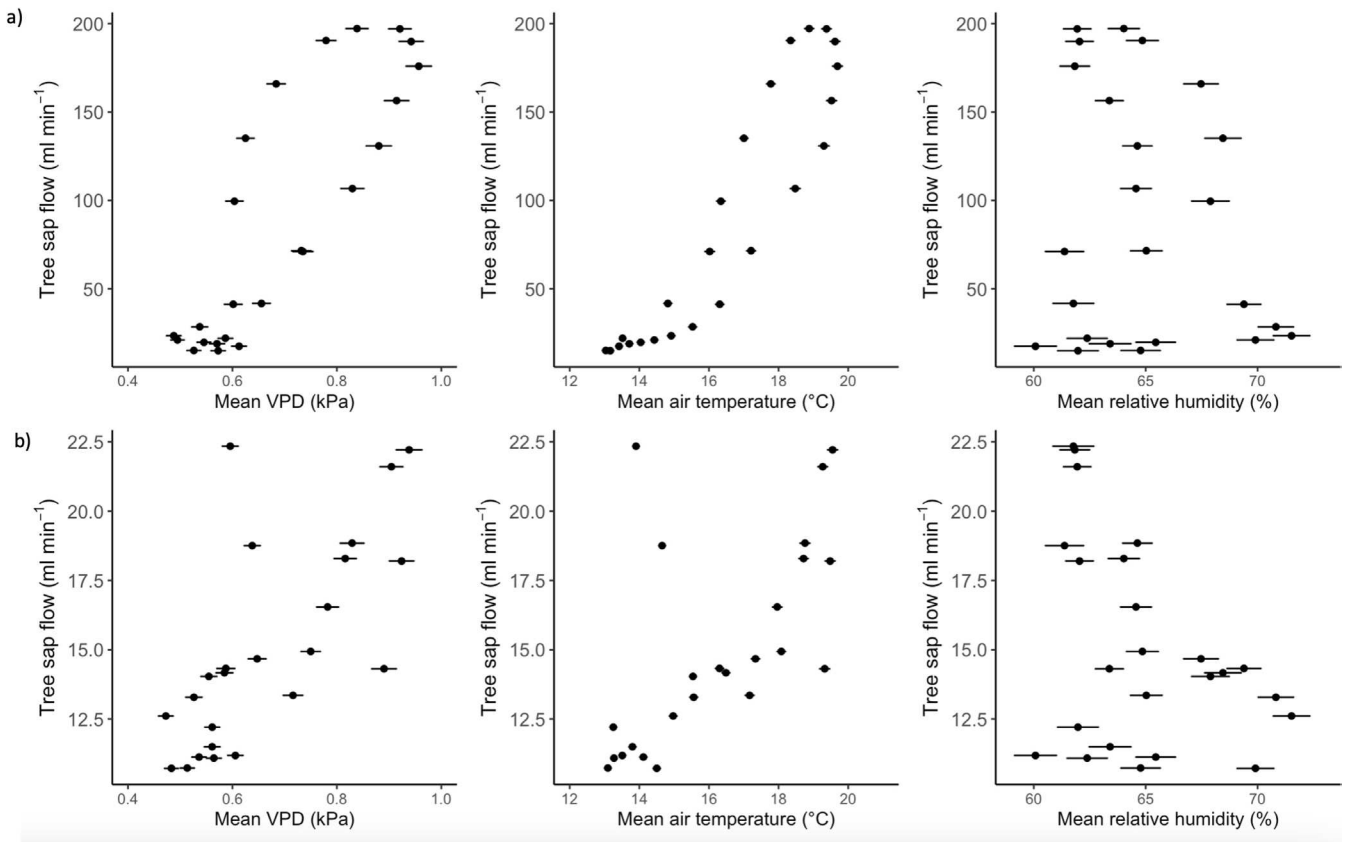 a)
Tree sap flow (ml min⁻¹)
200
150
100
50
0.4 0.6 0.8 1.0
Mean VPD (kPa)
Tree sap flow (ml min⁻¹)
200
150
100
50
12 14 16 18 20
Mean air temperature (°C)
Tree sap flow (ml min⁻¹)
200
150
100
50
60 65 70
Mean relative humidity (%)
b)
Tree sap flow (ml min⁻¹)
22.5
20.0
17.5
15.0
12.5
0.4 0.6 0.8 1.0
Mean VPD (kPa)
Tree sap flow (ml min⁻¹)
22.5
20.0
17.5
15.0
12.5
12 14 16 18 20
Mean air temperature (°C)
Tree sap flow (ml min⁻¹)
22.5
20.0
17.5
15.0
12.5
60 65 70
Mean relative humidity (%)